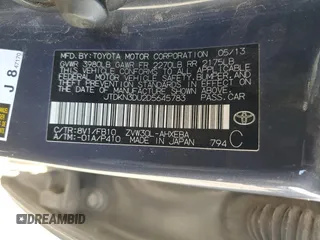 MFD. BY: TOYOTA MOTOR CORPORATION 05/13
GVWR 3980LB GAWR FR 2270LB RR 2175LB
THIS VEHICLE CONFORMS TO ALL APPLICABLE
FEDERAL MOTOR VEHICLE SAFETY, BUMPER, AND
THEFT PREVENTION STANDARDS IN EFFECT ON THE
DATE OF MANUFACTURE SHOWN ABOVE.
JTDKN3DU2D5645783 PASS. CAR
C/TR: 8V1/FB10 ZVW30L-AHXEBA
A/TM: -01A/P410 MADE IN JAPAN 794 C
TOYOTA
J 8
DREAMBID